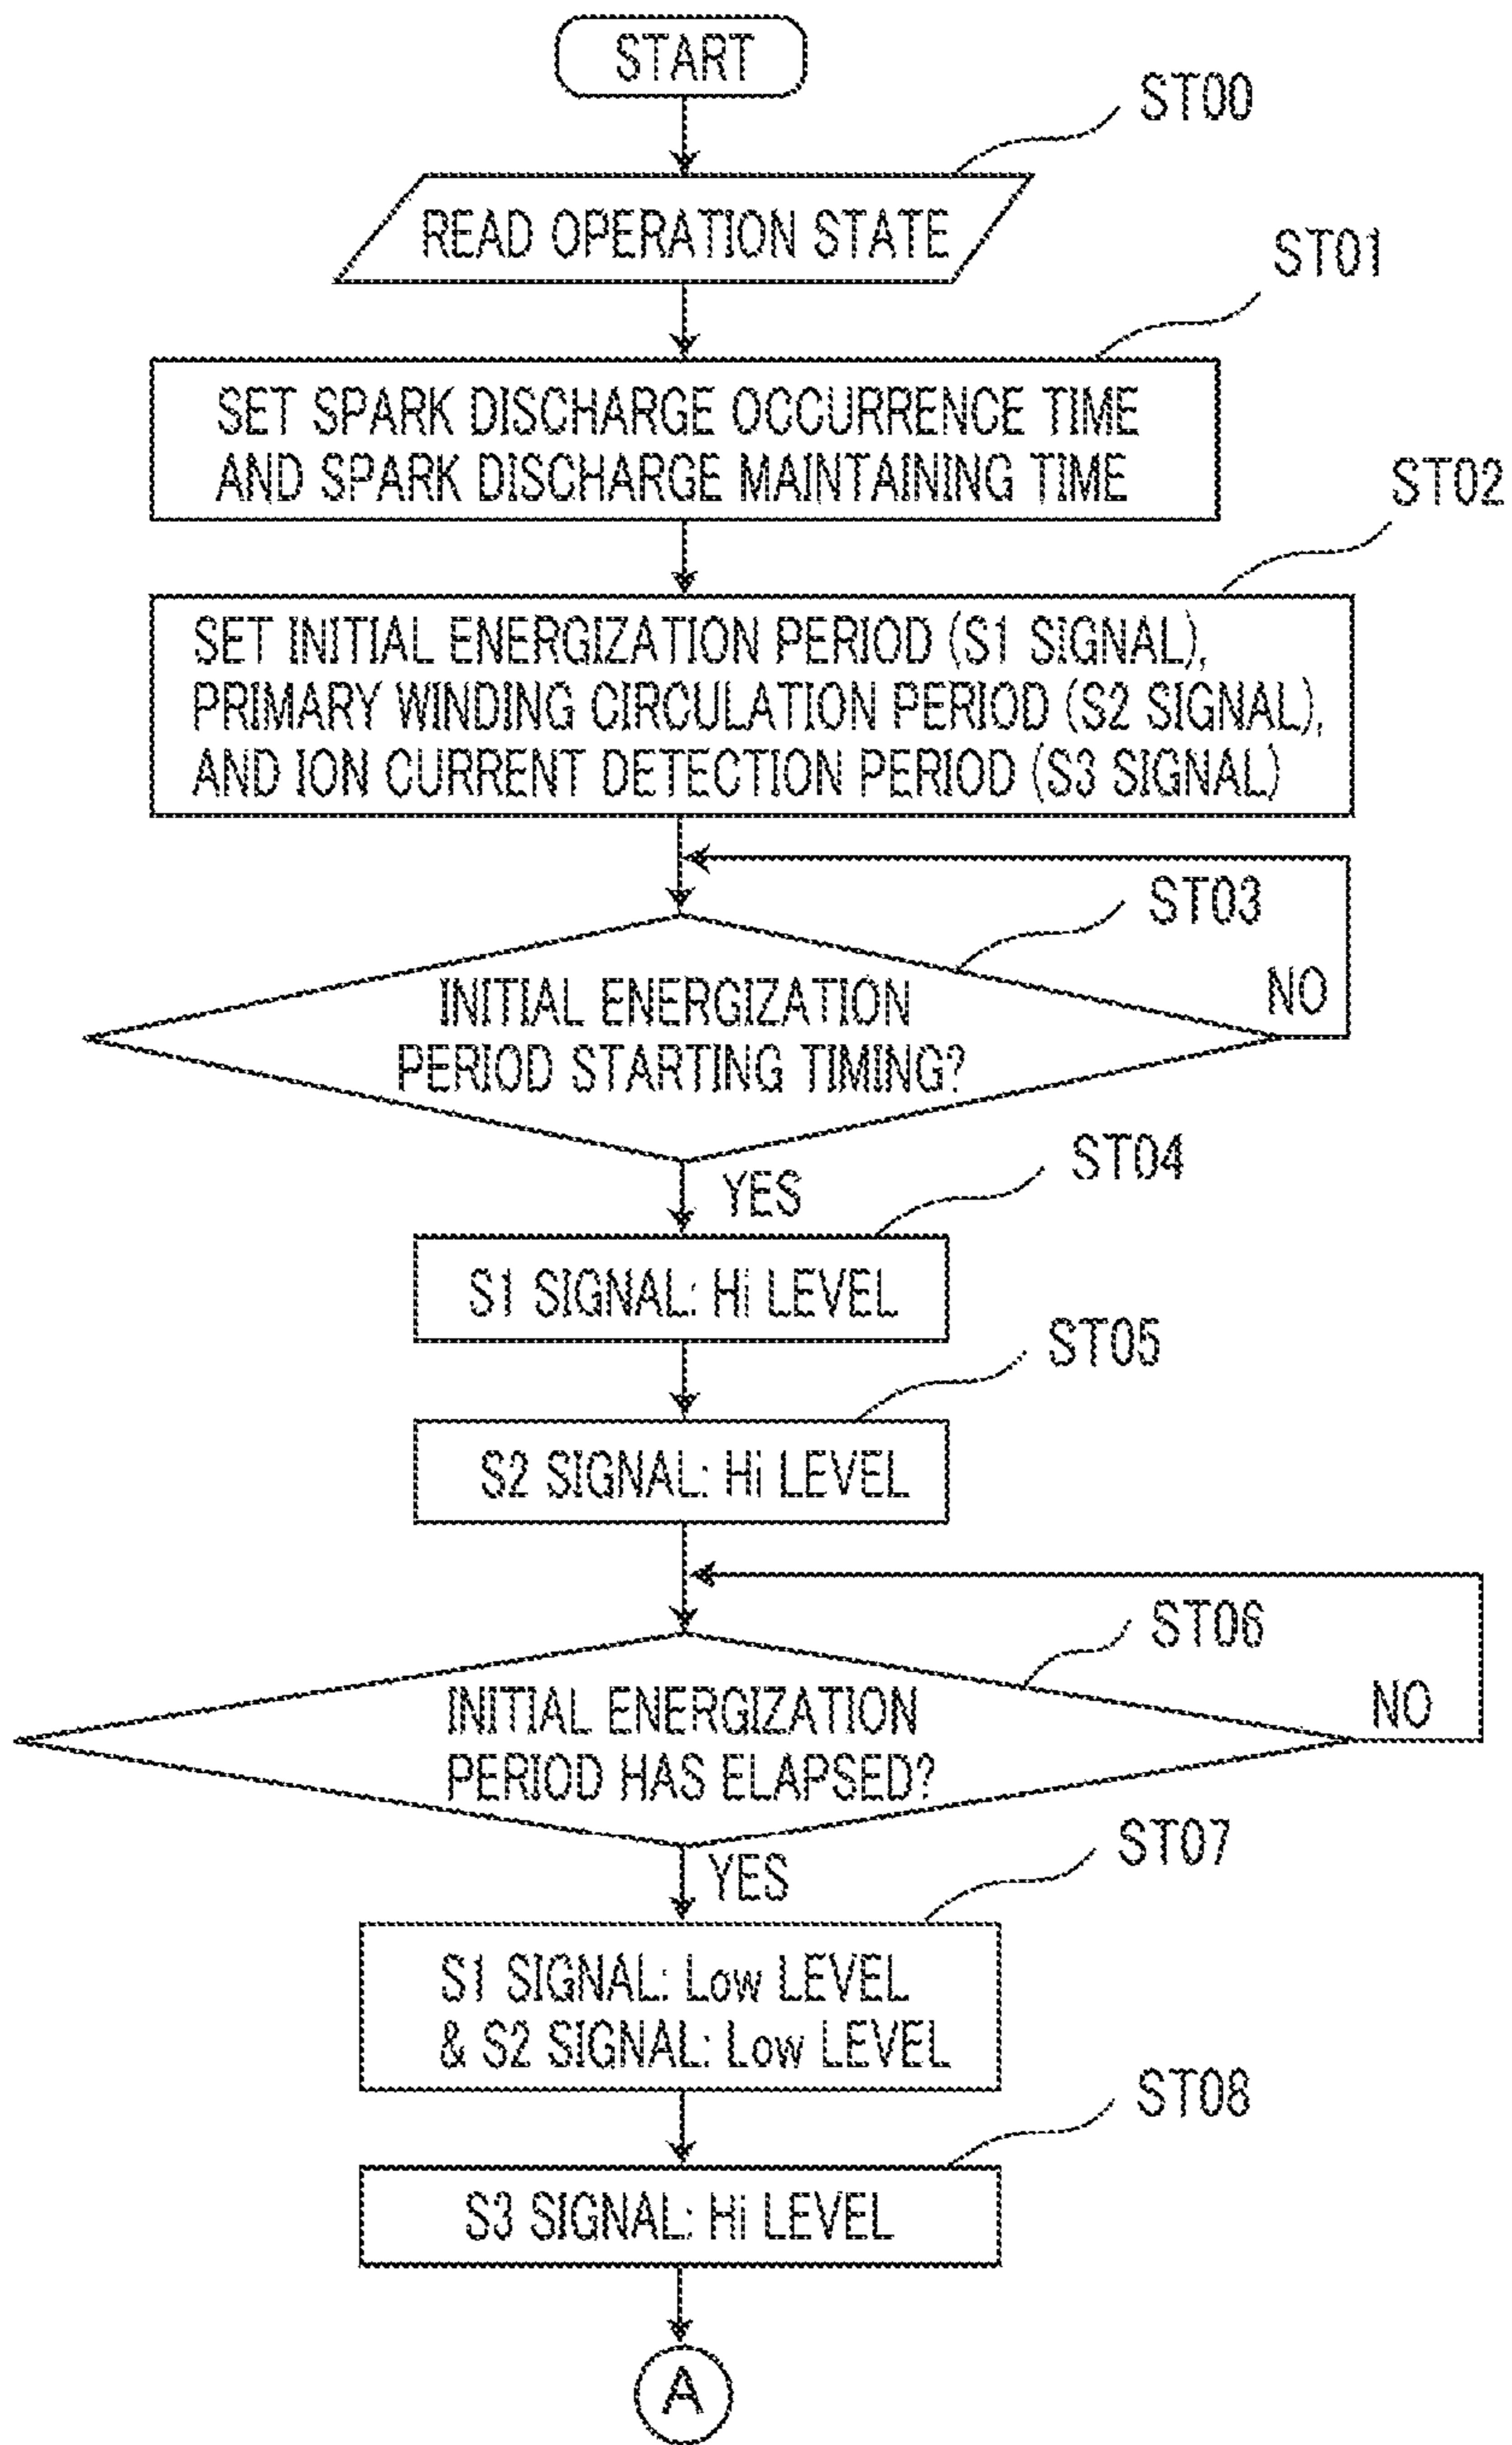 START
ST00
READ OPERATION STATE
ST01
SET SPARK DISCHARGE OCCURRENCE TIME
AND SPARK DISCHARGE MAINTAINING TIME
ST02
SET INITIAL ENERGIZATION PERIOD (S1 SIGNAL),
PRIMARY WINDING CIRCULATION PERIOD (S2 SIGNAL),
AND ION CURRENT DETECTION PERIOD (S3 SIGNAL)
ST03
NO
INITIAL ENERGIZATION
PERIOD STARTING TIMING?
YES
ST04
S1 SIGNAL: Hi LEVEL
ST05
S2 SIGNAL: Hi LEVEL
ST06
NO
INITIAL ENERGIZATION
PERIOD HAS ELAPSED?
YES
ST07
S1 SIGNAL: Low LEVEL
& S2 SIGNAL: Low LEVEL
ST08
S3 SIGNAL: Hi LEVEL
A